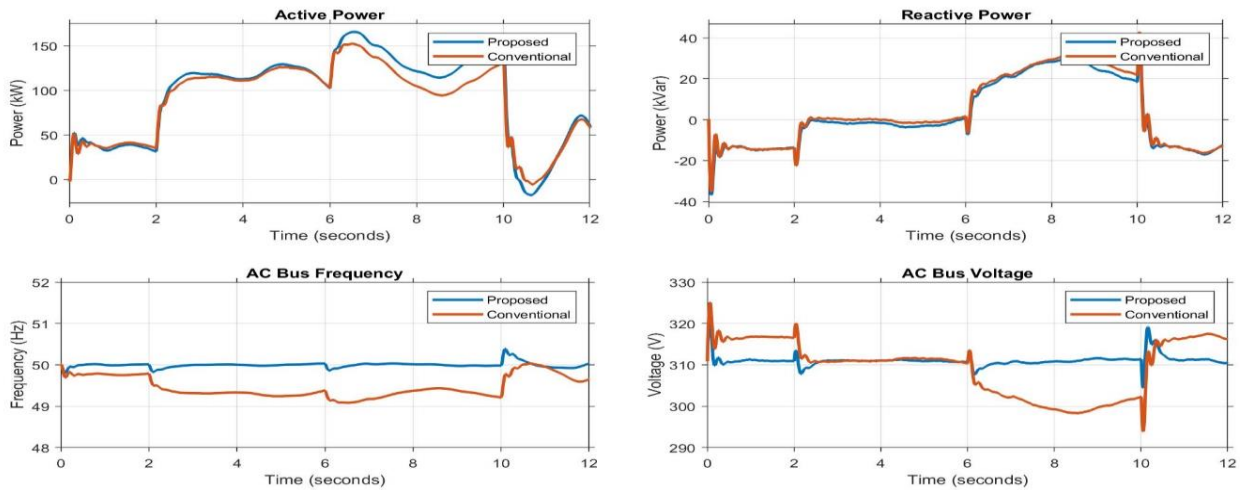 Active Power
Power (kW)
150
100
50
0
Proposed
Conventional
0 2 4 6 8 10 12
Time (seconds)
Reactive Power
Power (kVar)
40
20
0
-20
-40
Proposed
Conventional
0 2 4 6 8 10 12
Time (seconds)
AC Bus Frequency
Frequency (Hz)
52
51
50
49
48
Proposed
Conventional
0 2 4 6 8 10 12
Time (seconds)
AC Bus Voltage
Voltage (V)
330
320
310
300
290
Proposed
Conventional
0 2 4 6 8 10 12
Time (seconds)